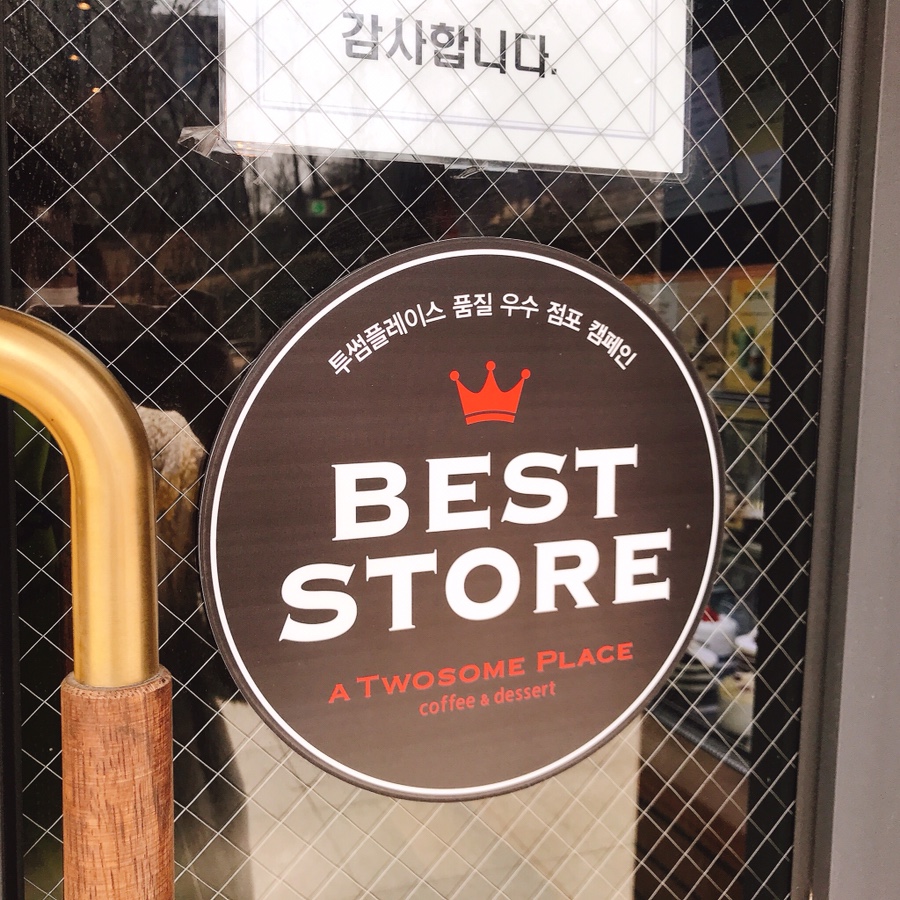 감사합니다.
투썸플레이스 품질 우수 점포 캠페인
BEST
STORE
A TWOSOME PLACE
coffee & dessert